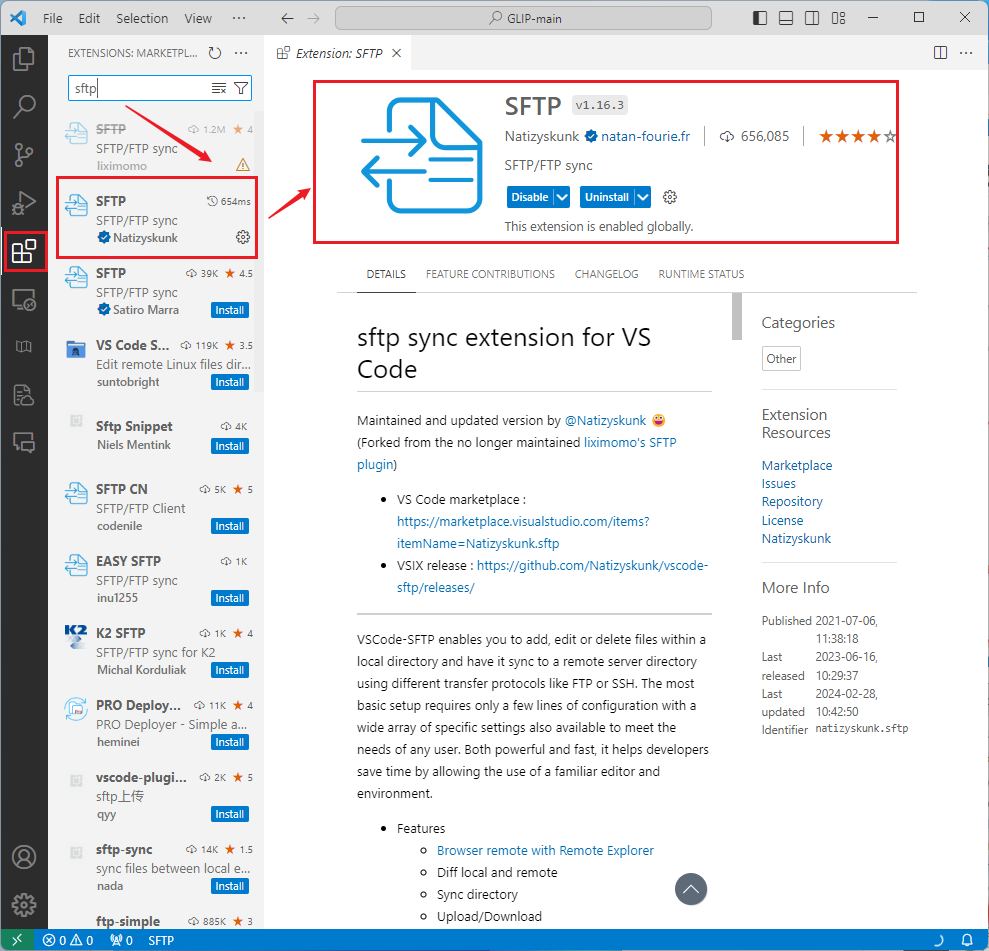 File Edit Selection View ··· GLIP-main
EXTENSIONS: MARKETPL... ···
sftp
SFTP 1.2M 4
SFTP/FTP sync
liximomo
SFTP 654ms
SFTP/FTP sync
Natizyskunk
SFTP 39K 4.5
SFTP/FTP sync
Satiro Marra Install
VS Code S... 119K 3.5
Edit remote Linux files dir...
suntobright Install
Sftp Snippet 4K
Niels Mentink Install
SFTP CN 5K 5
SFTP/FTP Client
codenile Install
EASY SFTP 1K
SFTP/FTP sync
inu1255 Install
K2 K2 SFTP 1K 4
SFTP/FTP sync for K2
Michal Korduliak Install
PRO Deploy... 11K 4
PRO Deployer - Simple a...
heminei Install
vscode-plugi... 2K 5
sftp上传
qyy Install
sftp-sync 14K 1.5
sync files between local e...
nada Install
ftp-simple 885K 3
Extension: SFTP
SFTP v1.16.3
Natizyskunk natan-fourie.fr 656,085
SFTP/FTP sync
Disable Uninstall
This extension is enabled globally.
DETAILS FEATURE CONTRIBUTIONS CHANGELOG RUNTIME STATUS
sftp sync extension for VS
Code
Maintained and updated version by @Natizyskunk 😀
(Forked from the no longer maintained liximomo's SFTP
plugin)
• VS Code marketplace :
https://marketplace.visualstudio.com/items?
itemName=Natizyskunk.sftp
• VSIX release : https://github.com/Natizyskunk/vscode-
sftp/releases/
VSCode-SFTP enables you to add, edit or delete files within a
local directory and have it sync to a remote server directory
using different transfer protocols like FTP or SSH. The most
basic setup requires only a few lines of configuration with a
wide array of specific settings also available to meet the
needs of any user. Both powerful and fast, it helps developers
save time by allowing the use of a familiar editor and
environment.
• Features
Browser remote with Remote Explorer
Diff local and remote
Sync directory
Upload/Download
Categories
Other
Extension
Resources
Marketplace
Issues
Repository
License
Natizyskunk
More Info
Published 2021-07-06,
11:38:18
Last 2023-06-16,
released 10:29:37
Last 2024-02-28,
updated 10:42:50
Identifier natizyskunk.sftp
0 0 0 SFTP